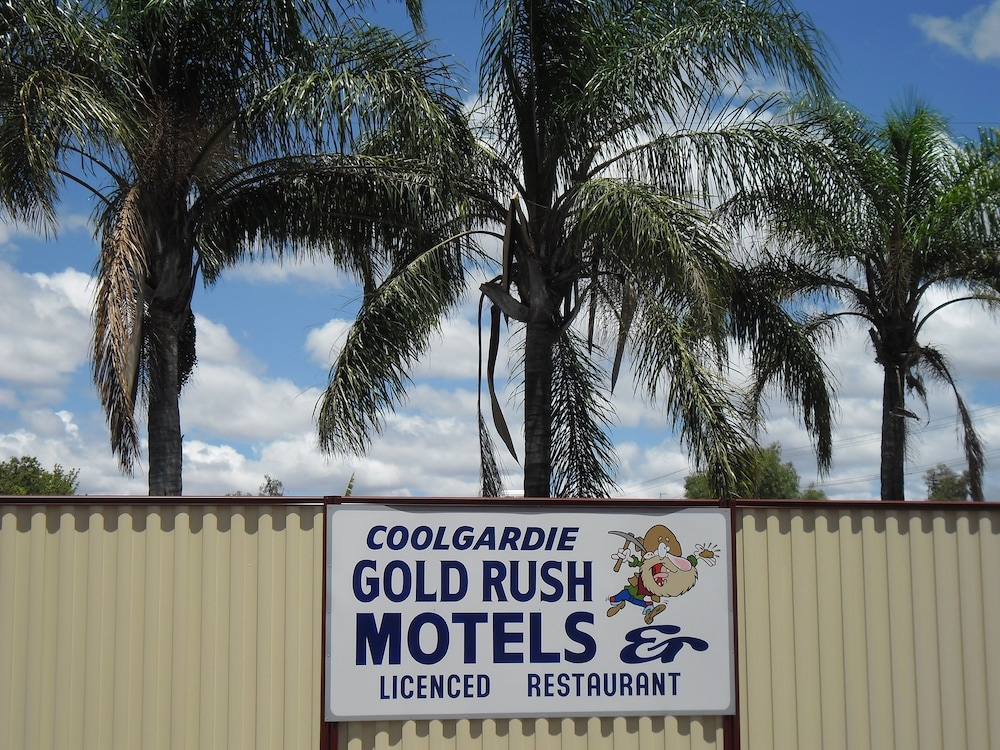 COOLGARDIE
GOLD RUSH
MOTELS &
LICENCED RESTAURANT